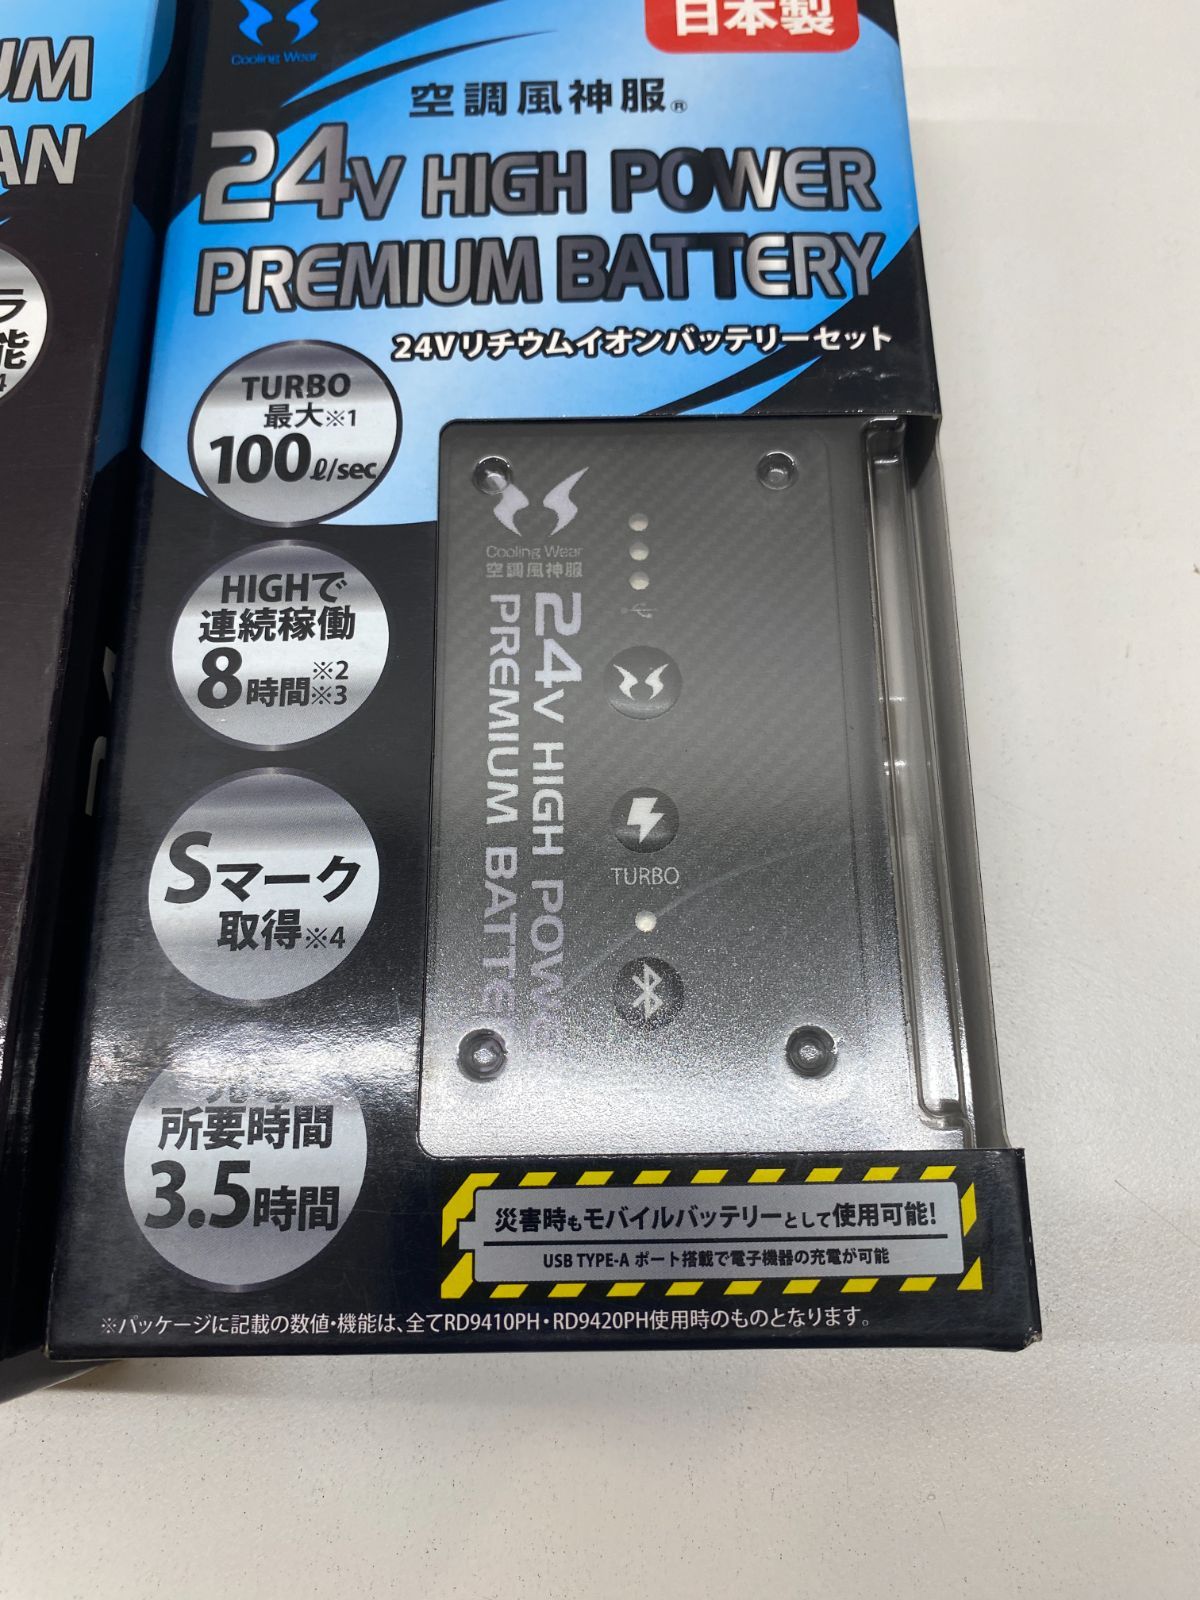 UM
AN
ラ
能
4
Cooling Wear
日本製
空調風神服®
24V HIGH POWER
PREMIUM BATTERY
24Vリチウムイオンバッテリーセット
TURBO
最大※1
100ℓ/sec
HIGHで
連続稼働
8時間※2
※3
Sマーク
取得※4
所要時間
3.5時間
Cooling Wear
空調風神服
24V HIGH POWE
PREMIUM BATTE
TURBO
災害時もモバイルバッテリーとして使用可能!
USB TYPE-A ポート搭載で電子機器の充電が可能
※パッケージに記載の数値・機能は、全てRD9410PH・RD9420PH使用時のものとなります。